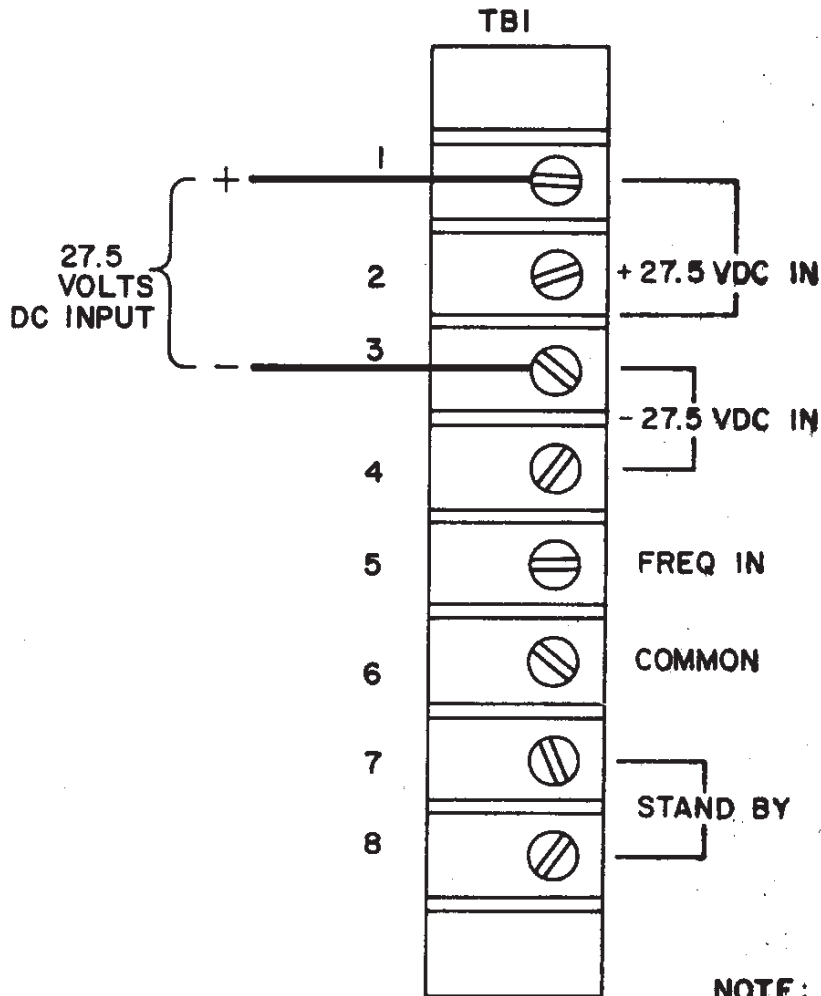 TB1
1
+
27.5
VOLTS
DC INPUT
2
+ 27.5 VDC IN
3
-
- 27.5 VDC IN
4
5
FREQ IN
6
COMMON
7
STAND BY
8
NOTE: